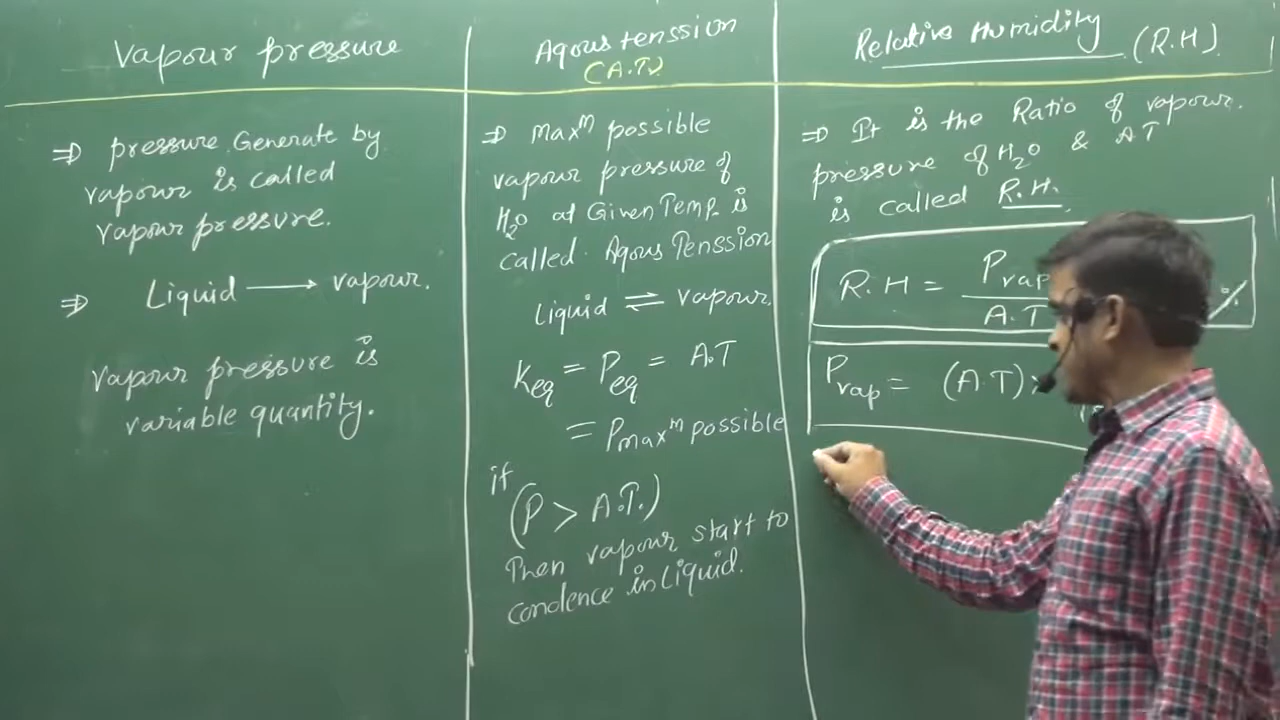 Vapour pressure
⇒ pressure Generate by
vapour is called
vapour pressure.
⇒ Liquid ⟶ vapour.
Vapour pressure is
variable quantity.
Aqous tenssion
(A.T.)
⇒ Maxᵐ possible
vapour pressure of
H₂O at Given Temp. is
called. Aqous Tenssion
Liquid ⇌ vapour.
Keq = Peq = A.T
= Pmaxᵐ possible
if
(P > A.T.)
Then vapour start to
condence in Liquid.
Relative Humidity (R.H).
⇒ It is the Ratio of vapour.
pressure of H₂O & AT
is called R.H.
R.H = Pvap / A.T %
Pvap = (A.T) ×